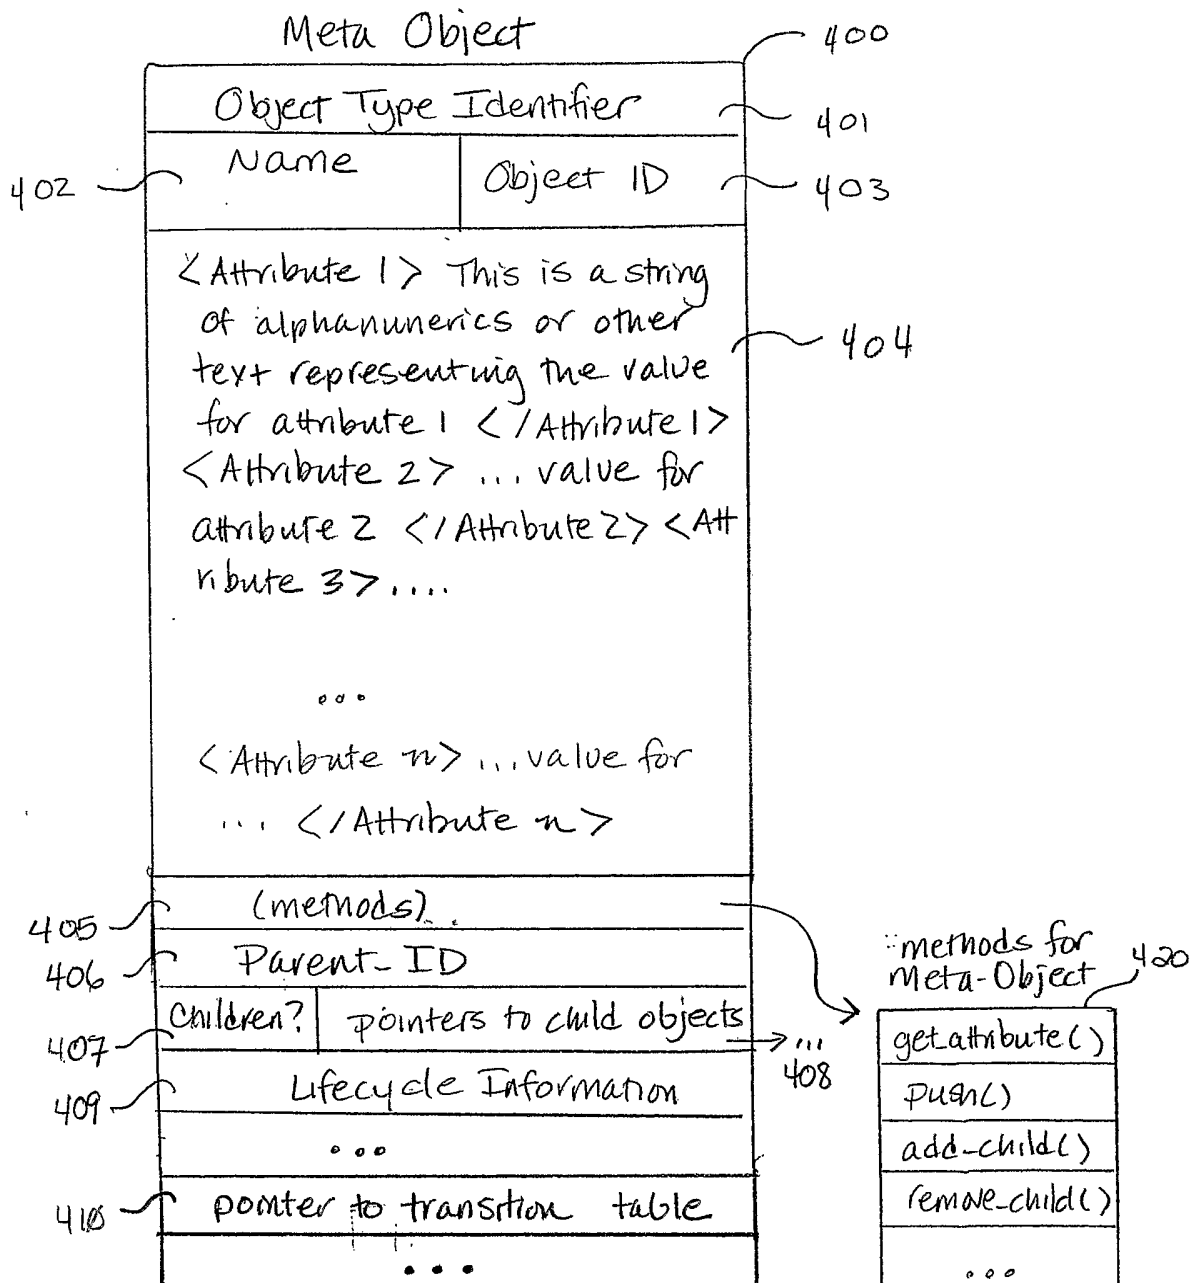 Meta Object
400
Object Type Identifier
401
402
Name
Object ID
403
<Attribute 1> This is a string
of alphanunerics or other
text representing the value
for attribute 1 </Attribute 1>
<Attribute 2> ... value for
attribute 2 </Attribute 2> <Att
ribute 3> ....
404
...
<Attribute n> ... value for
... </Attribute n>
405
(methods)
406
Parent-ID
407
Children?
pointers to child objects
...
408
409
Lifecycle Information
...
410
pointer to transition table
...
methods for
Meta-Object
420
get_attribute()
push()
add_child()
remove_child()
...